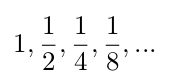 1, 1/2, 1/4, 1/8, ...